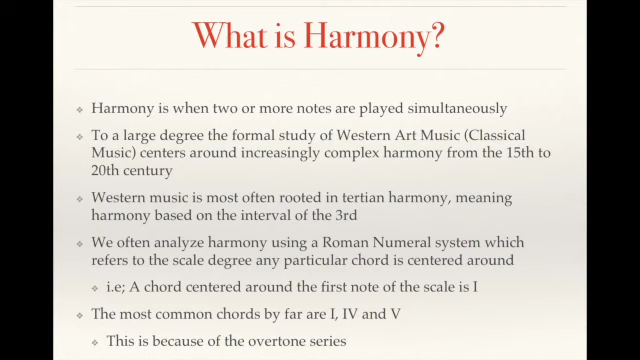 What is Harmony?
❖ Harmony is when two or more notes are played simultaneously
❖ To a large degree the formal study of Western Art Music (Classical
Music) centers around increasingly complex harmony from the 15th to
20th century
❖ Western music is most often rooted in tertian harmony, meaning
harmony based on the interval of the 3rd
❖ We often analyze harmony using a Roman Numeral system which
refers to the scale degree any particular chord is centered around
❖ i.e; A chord centered around the first note of the scale is I
❖ The most common chords by far are I, IV and V
❖ This is because of the overtone series